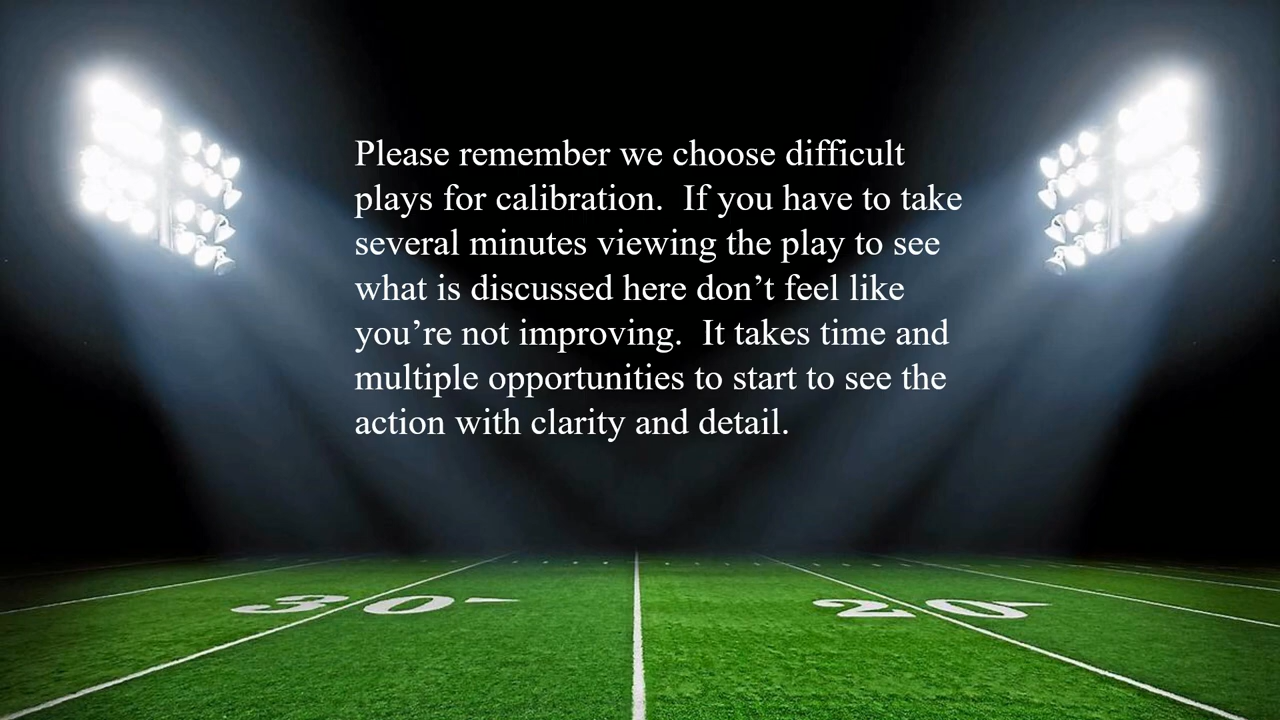 Please remember we choose difficult
plays for calibration.  If you have to take
several minutes viewing the play to see
what is discussed here don’t feel like
you’re not improving.  It takes time and
multiple opportunities to start to see the
action with clarity and detail.
30 20